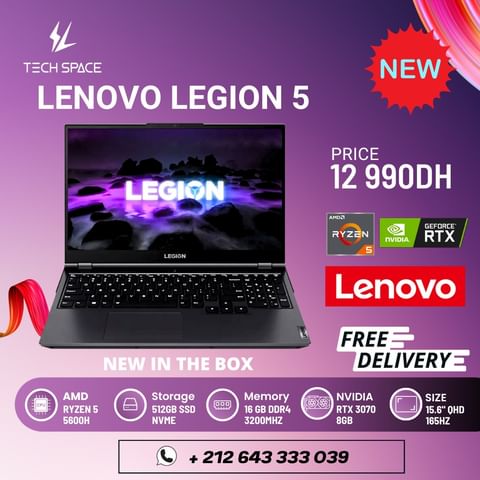 TECH SPACE
NEW
LENOVO LEGION 5
PRICE
12 990DH
LEGION
LEGION
AMD
RYZEN
5
NVIDIA
GEFORCE
RTX
Lenovo
FREE
DELIVERY
NEW IN THE BOX
AMD
RYZEN 5
5600H
Storage
512GB SSD
NVME
Memory
16 GB DDR4
3200MHZ
NVIDIA
RTX 3070
8GB
SIZE
15.6" QHD
165HZ
+ 212 643 333 039